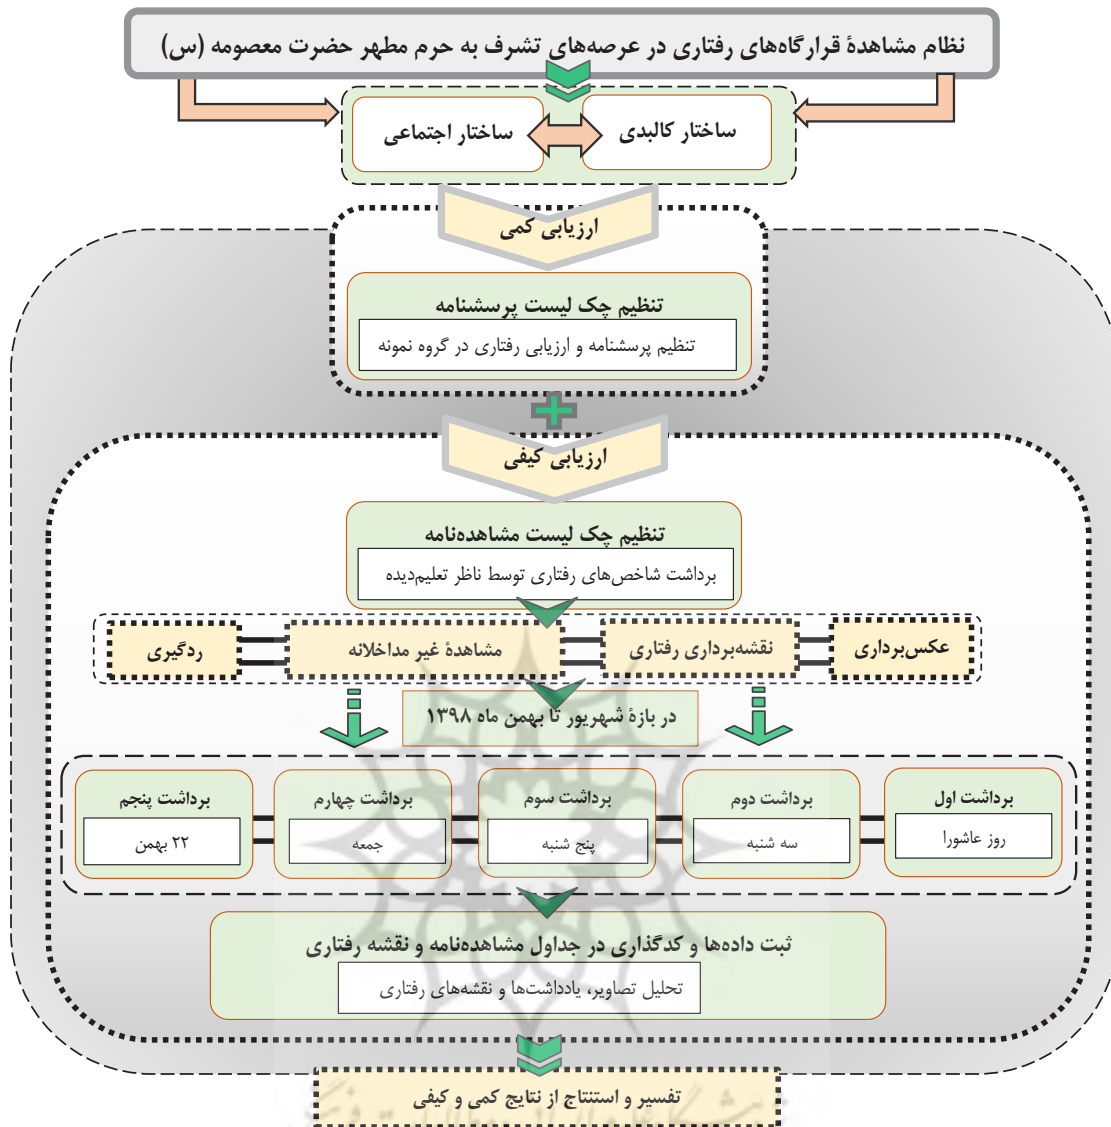 نظام مشاهدهٔ قرارگاه‌های رفتاری در عرصه‌های تشرف به حرم مطهر حضرت معصومه (س)
ساختار کالبدی
ساختار اجتماعی
ارزیابی کمی
تنظیم چک لیست پرسشنامه
تنظیم پرسشنامه و ارزیابی رفتاری در گروه نمونه
ارزیابی کیفی
تنظیم چک لیست مشاهده‌نامه
برداشت شاخص‌های رفتاری توسط ناظر تعلیم‌دیده
عکس‌برداری
نقشه‌برداری رفتاری
مشاهدهٔ غیر مداخلانه
ردگیری
در بازهٔ شهریور تا بهمن ماه ۱۳۹۸
برداشت اول
روز عاشورا
برداشت دوم
سه شنبه
برداشت سوم
پنج شنبه
برداشت چهارم
جمعه
برداشت پنجم
۲۲ بهمن
ثبت داده‌ها و کدگذاری در جداول مشاهده‌نامه و نقشه رفتاری
تحلیل تصاویر، یادداشت‌ها و نقشه‌های رفتاری
تفسیر و استنتاج از نتایج کمی و کیفی